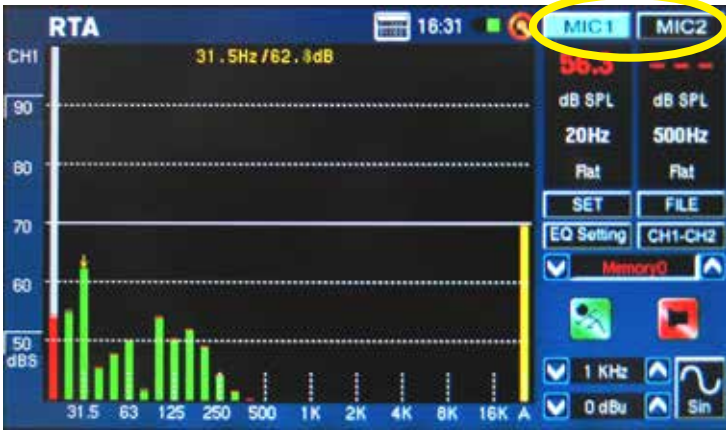 RTA 16:31 MIC1 MIC2
CH1 31.5Hz/62.8dB 56.3 ---
90 dB SPL dB SPL
20Hz 500Hz
80 Flat Flat
SET FILE
70 EQ Setting CH1-CH2
Memory0
60
50
dBS
1 KHz
0 dBu Sin
31.5 63 125 250 500 1K 2K 4K 8K 16K A